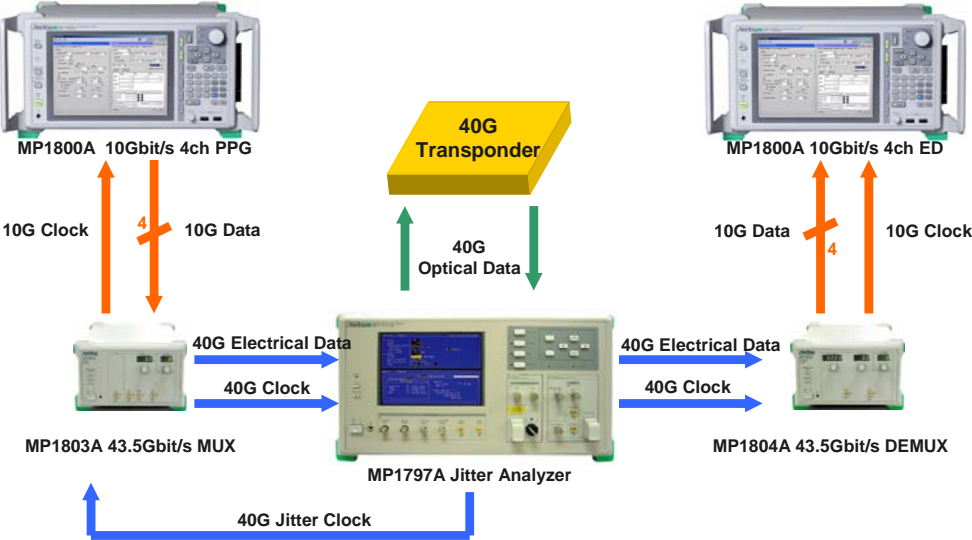 MP1800A 10Gbit/s 4ch PPG
MP1800A 10Gbit/s 4ch ED
40G
Transponder
10G Clock
4
10G Data
40G
Optical Data
10G Data
4
10G Clock
40G Electrical Data
40G Clock
40G Electrical Data
40G Clock
MP1803A 43.5Gbit/s MUX
MP1797A Jitter Analyzer
MP1804A 43.5Gbit/s DEMUX
40G Jitter Clock